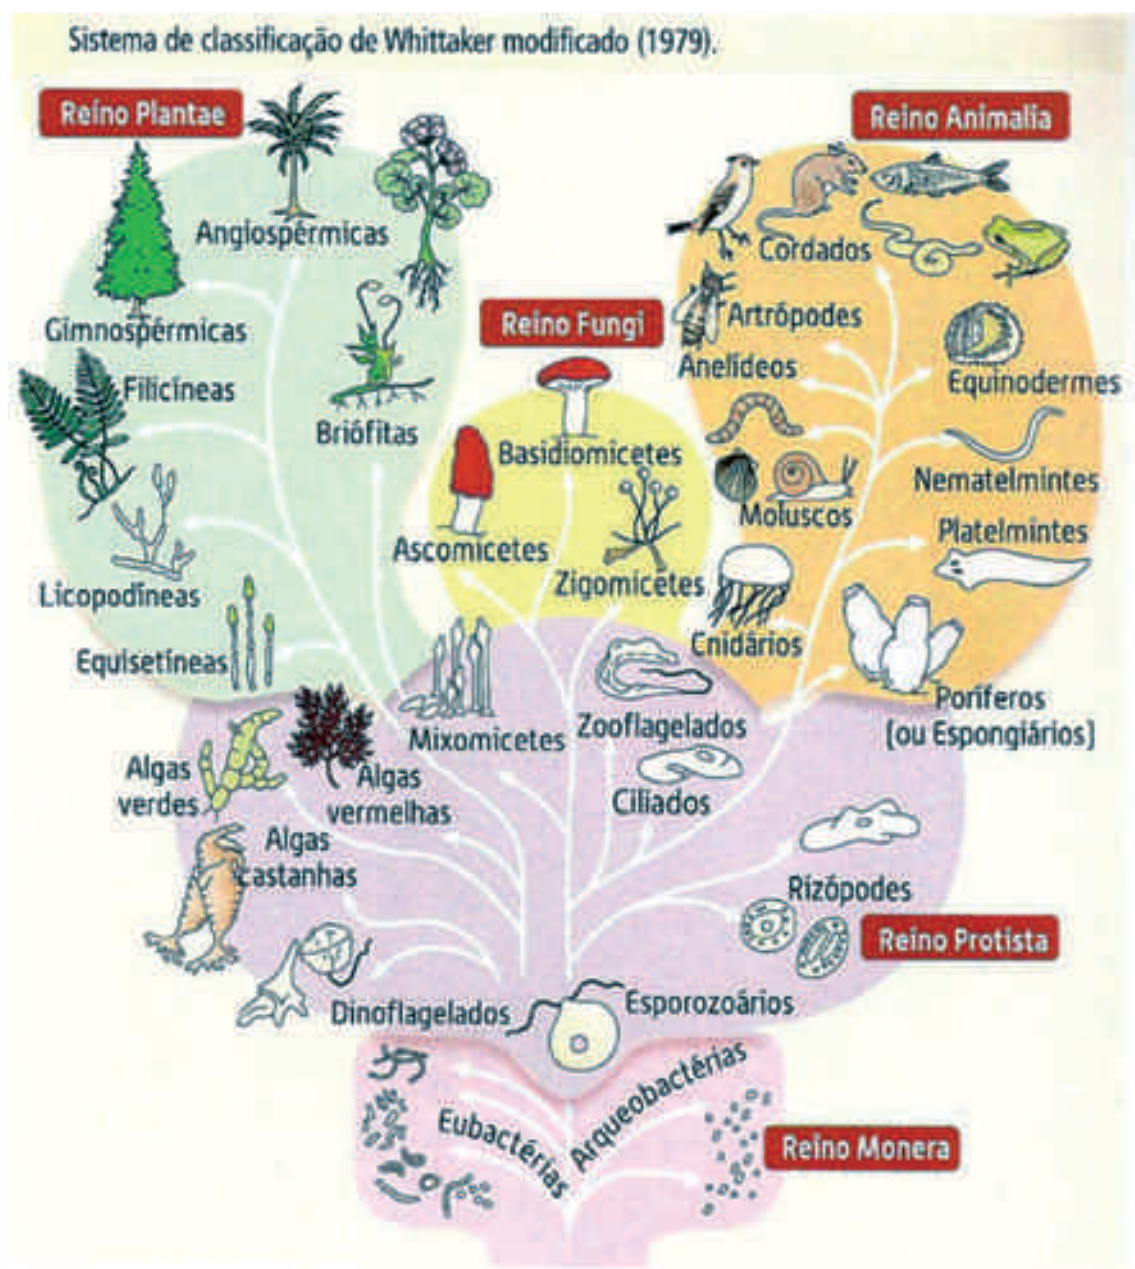 Sistema de classificação de Whittaker modificado (1979).
Reino Plantae
Reino Animalia
Angiospérmicas
Cordados
Gimnospérmicas
Reino Fungi
Artrópodes
Anelídeos
Equinodermes
Filicíneas
Briófitas
Basidiomicetes
Nematelmintes
Moluscos
Platelmintes
Ascomicetes
Zigomicetes
Licopodíneas
Cnidários
Equisetíneas
Poríferos
(ou Espongiários)
Mixomicetes
Zooflagelados
Algas
verdes
Algas
vermelhas
Ciliados
Algas
castanhas
Rizópodes
Reino Protista
Dinoflagelados
Esporozoários
Eubactérias
Arqueobactérias
Reino Monera